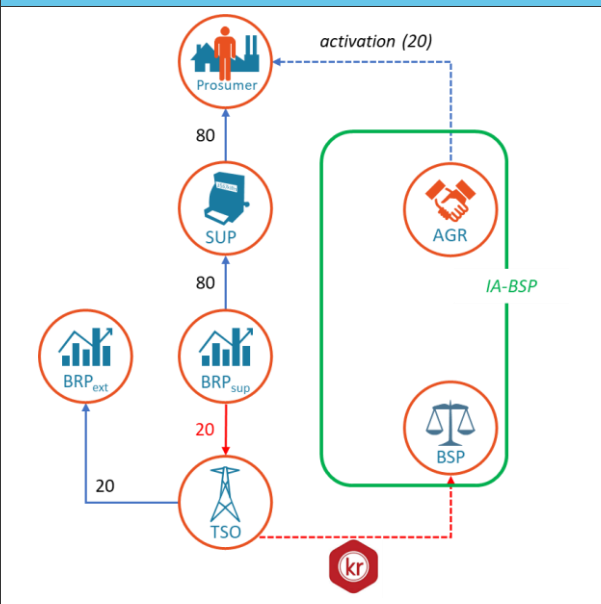 activation (20)
Prosumer
80
SUP
AGR
80
IA-BSP
BRPext
BRPsup
20
BSP
20
TSO
kr